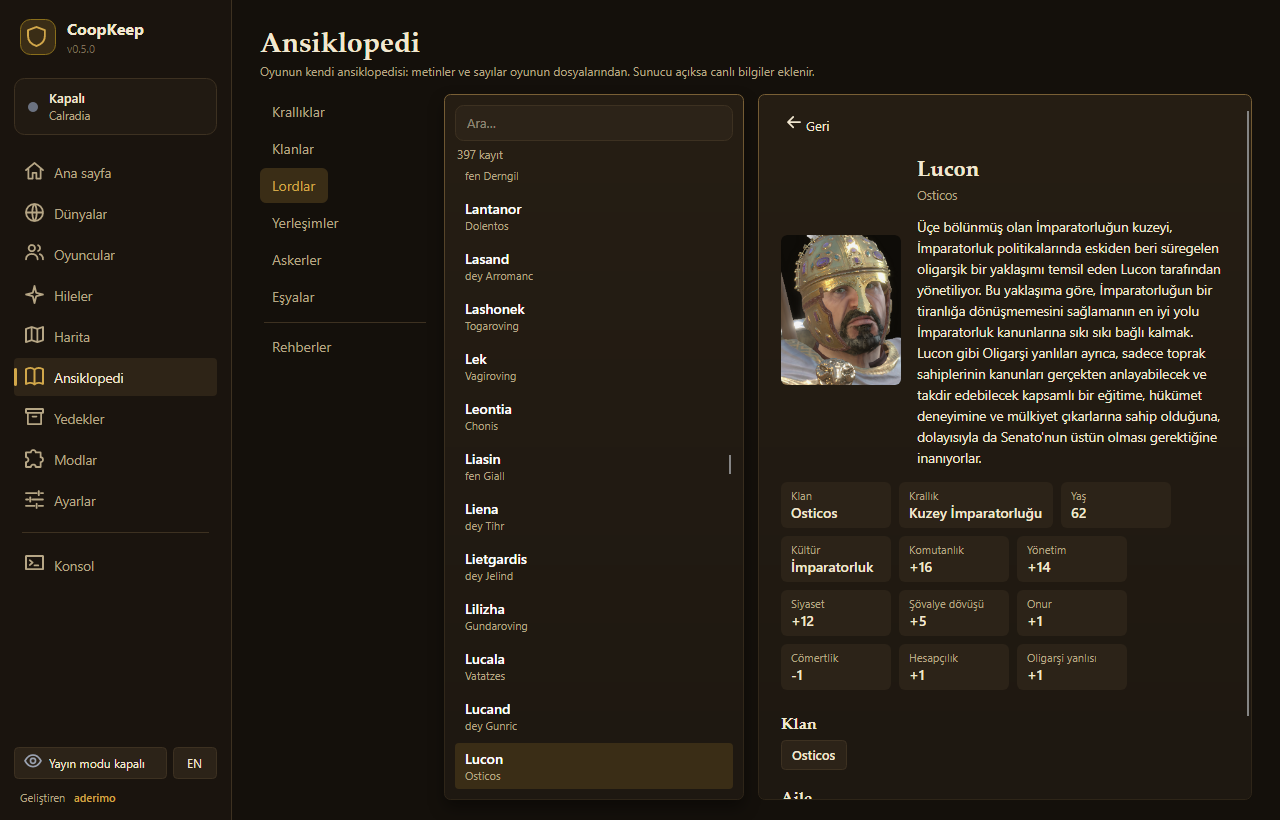 CoopKeep
v0.5.0
Kapalı
Calradia
Ana sayfa
Dünyalar
Oyuncular
Hileler
Harita
Ansiklopedi
Yedekler
Modlar
Ayarlar
Konsol
Yayın modu kapalı
EN
Geliştiren aderimo
Ansiklopedi
Oyunun kendi ansiklopedisi: metinler ve sayılar oyunun dosyalarından. Sunucu açıksa canlı bilgiler eklenir.
Krallıklar
Klanlar
Lordlar
Yerleşimler
Askerler
Eşyalar
Rehberler
Ara...
397 kayıt
fen Derngil
Lantanor
Dolentos
Lasand
dey Arromanc
Lashonek
Togaroving
Lek
Vagiroving
Leontia
Chonis
Liasin
fen Giall
Liena
dey Tihr
Lietgardis
dey Jelind
Lilizha
Gundaroving
Lucala
Vatatzes
Lucand
dey Gunric
Lucon
Osticos
Geri
Lucon
Osticos
Üçe bölünmüş olan İmparatorluğun kuzeyi,
İmparatorluk politikalarında eskiden beri süregelen
oligarşik bir yaklaşımı temsil eden Lucon tarafından
yönetiliyor. Bu yaklaşıma göre, İmparatorluğun bir
tiranlığa dönüşmemesini sağlamanın en iyi yolu
İmparatorluk kanunlarına sıkı sıkı bağlı kalmak.
Lucon gibi Oligarşi yanlıları ayrıca, sadece toprak
sahiplerinin kanunları gerçekten anlayabilecek ve
takdir edebilecek kapsamlı bir eğitime, hükümet
deneyimine ve mülkiyet çıkarlarına sahip olduğuna,
dolayısıyla da Senato'nun üstün olması gerektiğine
inanıyorlar.
Klan
Osticos
Krallık
Kuzey İmparatorluğu
Yaş
62
Kültür
İmparatorluk
Komutanlık
+16
Yönetim
+14
Siyaset
+12
Şövalye dövüşü
+5
Onur
+1
Cömertlik
-1
Hesapçılık
+1
Oligarşi yanlısı
+1
Klan
Osticos
Aile